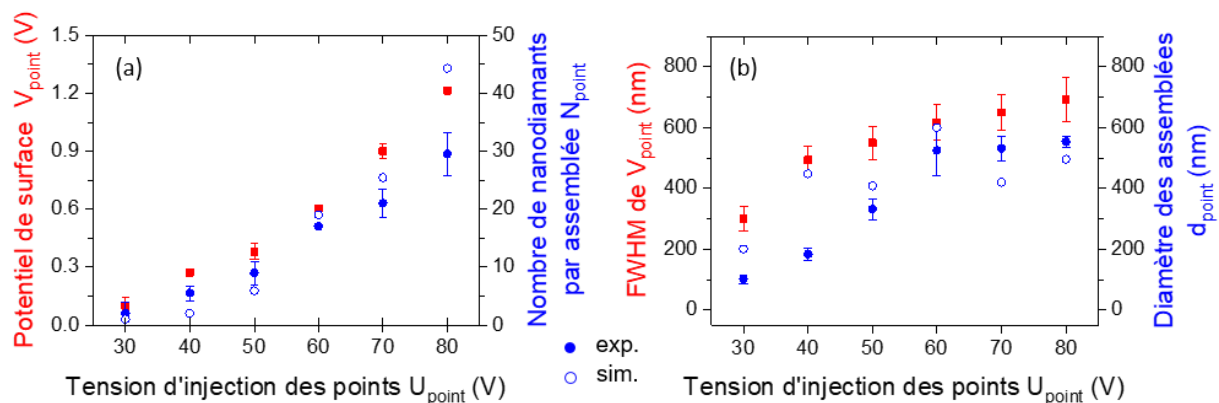 (a)
Potentiel de surface V_point (V)
1.5
1.2
0.9
0.6
0.3
0.0
50
40
30
20
10
0
Nombre de nanodiamants
par assemblée N_point
30 40 50 60 70 80
Tension d'injection des points U_point (V)
exp.
sim.
(b)
FWHM de V_point (nm)
800
600
400
200
0
800
600
400
200
0
Diamètre des assemblées
d_point (nm)
30 40 50 60 70 80
Tension d'injection des points U_point (V)